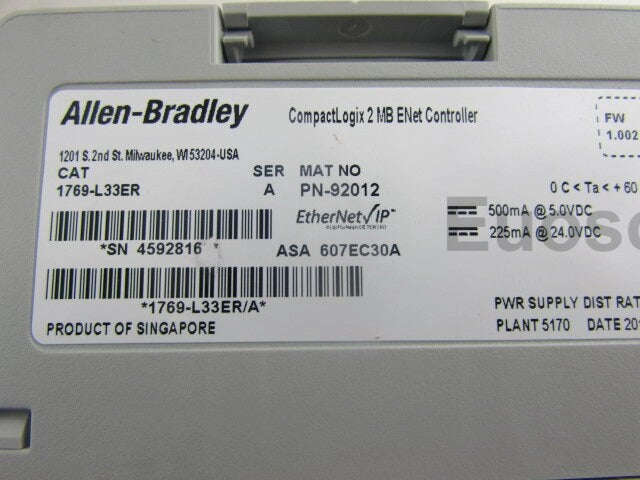 Allen-Bradley
CompactLogix 2 MB ENet Controller
FW
1.002
1201 S. 2nd St. Milwaukee, WI 53204-USA
CAT SER MAT NO
1769-L33ER A PN-92012
0 C < Ta < + 60
EtherNet/IP
500mA @ 5.0VDC
225mA @ 24.0VDC
*SN 4592816 *
ASA 607EC30A
*1769-L33ER/A*
PWR SUPPLY DIST RAT
PRODUCT OF SINGAPORE
PLANT 5170 DATE 201